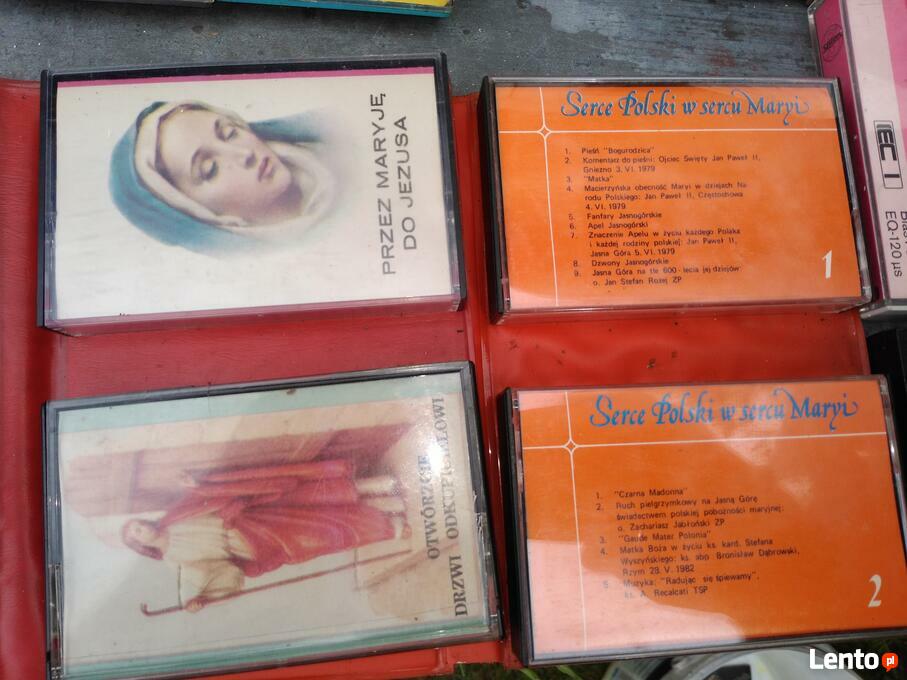 PRZEZ MARYJĘ
DO JEZUSA
Serce Polski w sercu Maryi
1. Pieśń "Bogurodzica"
2. Komentarz do pieśni: Ojciec Święty Jan Paweł II,
Gniezno 3. VI. 1979
3. "Matka"
4. Macierzyńska obecność Maryi w dziejach Na
rodu Polskiego: Jan Paweł II, Częstochowa
4. VI. 1979
5. Fanfary Jasnogórskie
6. Apel Jasnogórski
7. Znaczenie Apelu w życiu każdego Polaka
i każdej rodziny polskiej: Jan Paweł II,
Jasna Góra 5. VI. 1979
8. Dzwony Jasnogórskie
9. Jasna Góra na tle 600-lecia jej dziejów
o. Jan Stefan Rożej ZP
1
IEC I
EQ-120 µs
OTWÓRZCIE
DRZWI ODKUPICIELOWI
Serce Polski w sercu Maryi
1. "Czarna Madonna"
2. Ruch pielgrzymkowy na Jasną Górę
świadectwem polskiej pobożności maryjnej:
o. Zachariasz Jabłoński ZP
3. "Gaude Mater Polonia"
4. Matka Boża w życiu ks. kard. Stefana
Wyszyńskiego: ks. abp Bronisław Dąbrowski,
Rzym 28. V. 1982
5. Muzyka: "Radując się śpiewamy",
ks. A. Recalcati TSP
2
Lento.pl